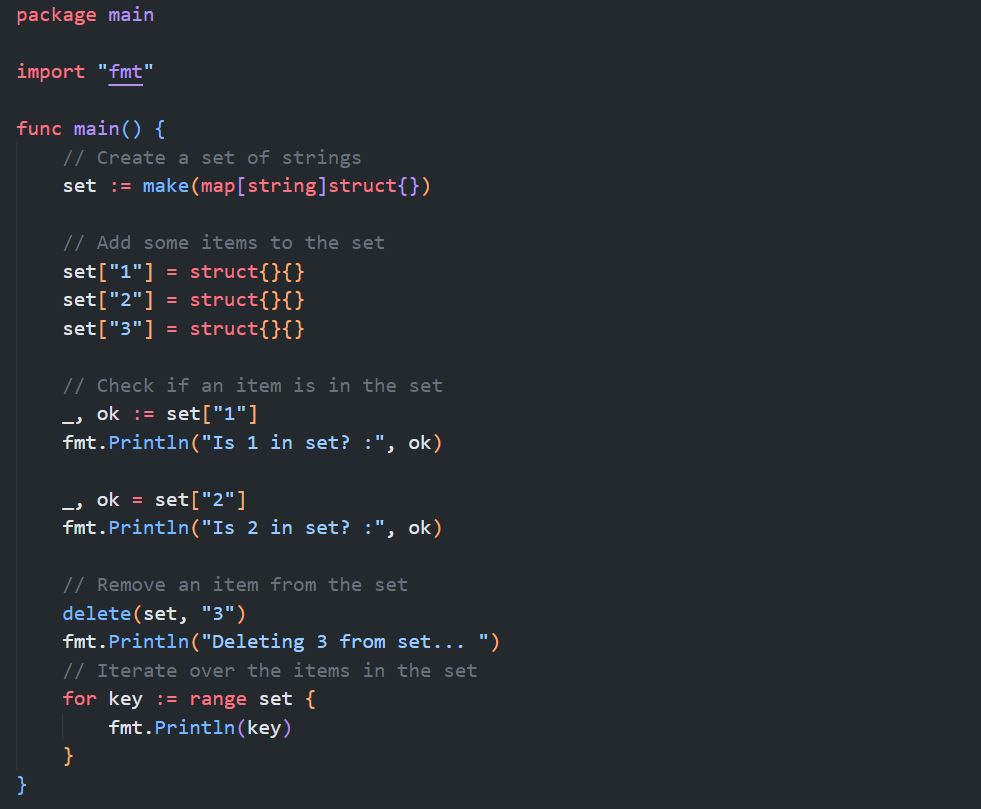 package main
import "fmt"
func main() {
// Create a set of strings
set := make(map[string]struct{})
// Add some items to the set
set["1"] = struct{}{}
set["2"] = struct{}{}
set["3"] = struct{}{}
// Check if an item is in the set
_, ok := set["1"]
fmt.Println("Is 1 in set? :", ok)
_, ok = set["2"]
fmt.Println("Is 2 in set? :", ok)
// Remove an item from the set
delete(set, "3")
fmt.Println("Deleting 3 from set... ")
// Iterate over the items in the set
for key := range set {
fmt.Println(key)
}
}